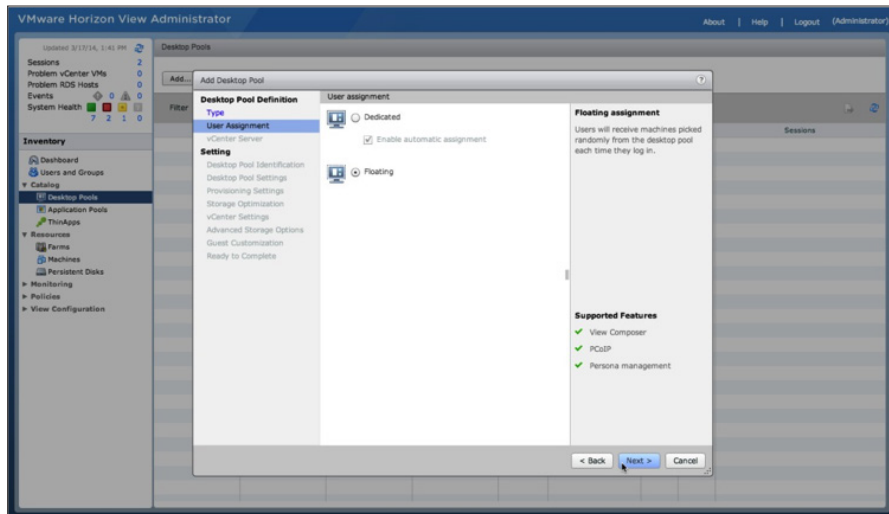 VMware Horizon View Administrator
About | Help | Logout (Administrator)
Updated 3/17/14, 1:41 PM
Sessions 2
Problem vCenter VMs 0
Problem RDS Hosts 0
Events 0 0
System Health
7 2 1 0
Inventory
Dashboard
Users and Groups
Catalog
Desktop Pools
Application Pools
ThinApps
Resources
Farms
Machines
Persistent Disks
Monitoring
Policies
View Configuration
Desktop Pools
Add...
Filter
Sessions
Add Desktop Pool
?
Desktop Pool Definition
Type
User Assignment
vCenter Server
Setting
Desktop Pool Identification
Desktop Pool Settings
Provisioning Settings
Storage Optimization
vCenter Settings
Advanced Storage Options
Guest Customization
Ready to Complete
User assignment
Dedicated
Enable automatic assignment
Floating
Floating assignment
Users will receive machines picked
randomly from the desktop pool
each time they log in.
Supported Features
View Composer
PCoIP
Persona management
< Back
Next >
Cancel